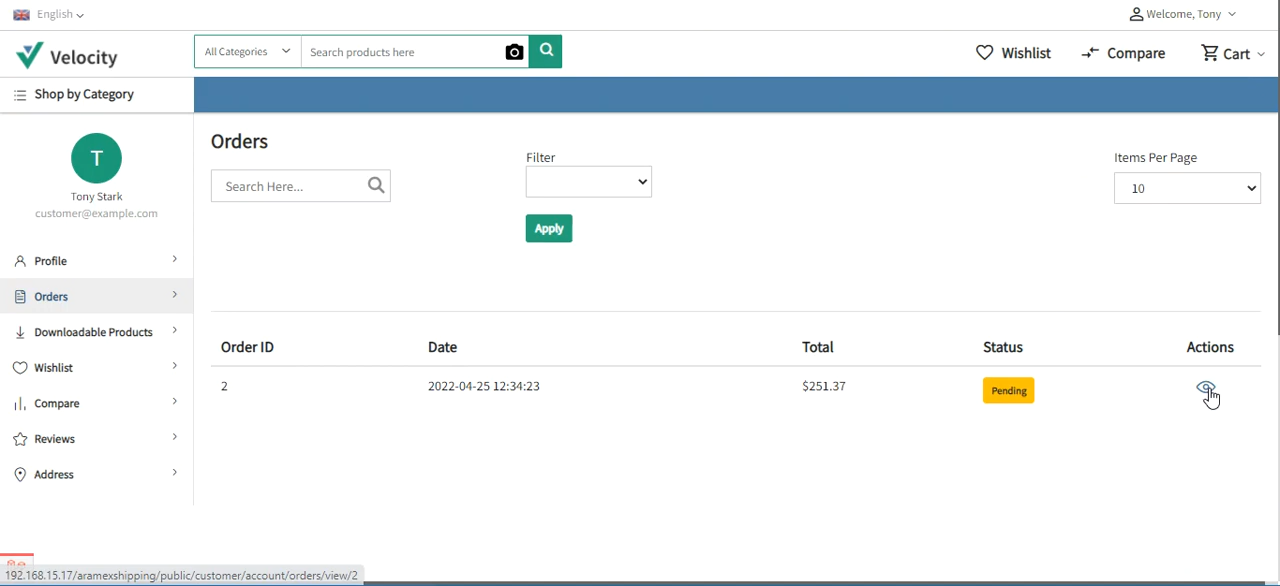 English
Welcome, Tony
Velocity
All Categories
Search products here
Wishlist
Compare
Cart
Shop by Category
T
Tony Stark
customer@example.com
Profile
Orders
Downloadable Products
Wishlist
Compare
Reviews
Address
Orders
Search Here...
Filter
Apply
Items Per Page
10
Order ID Date Total Status Actions
2 2022-04-25 12:34:23 $251.37 Pending
192.168.15.17/aramexshipping/public/customer/account/orders/view/2